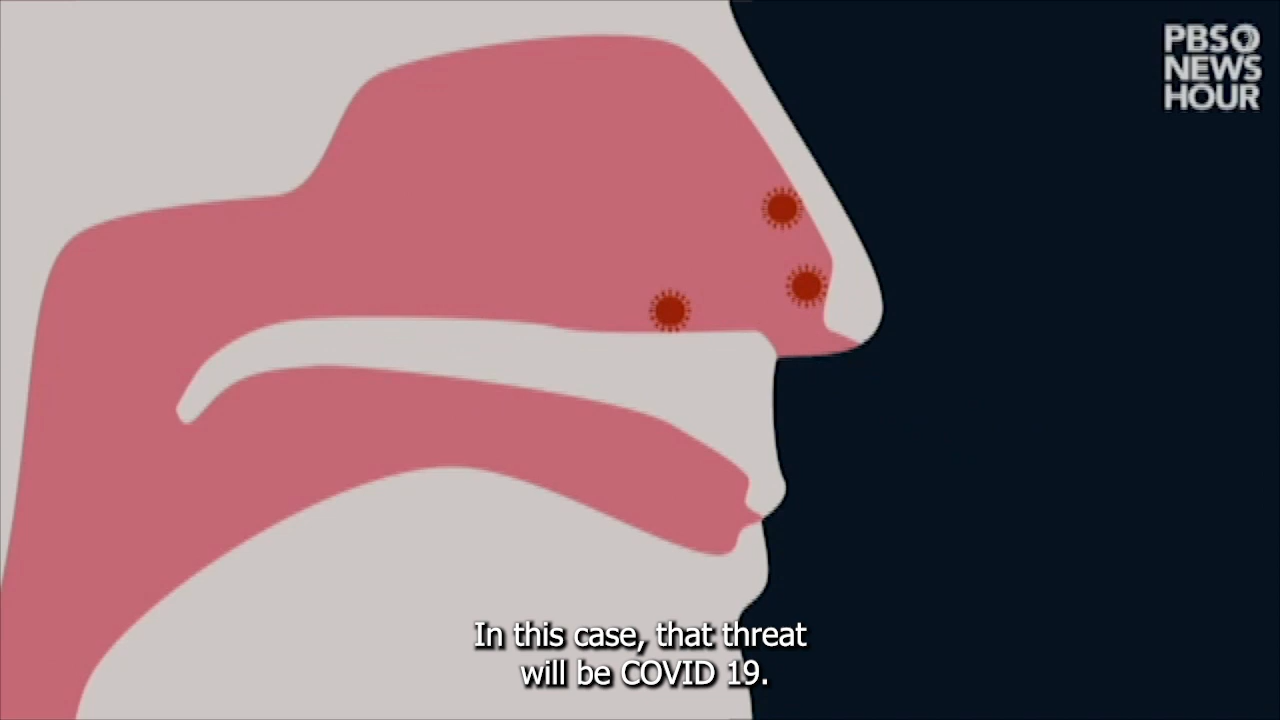 PBS
NEWS
HOUR
In this case, that threat
will be COVID 19.